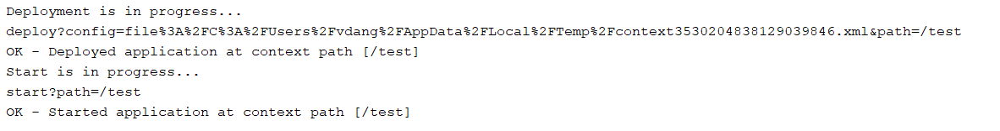 Deployment is in progress...
deploy?config=file%3A%2FC%3A%2FUsers%2Fvdang%2FAppData%2FLocal%2FTemp%2Fcontext3530204838129039846.xml&path=/test
OK - Deployed application at context path [/test]
Start is in progress...
start?path=/test
OK - Started application at context path [/test]